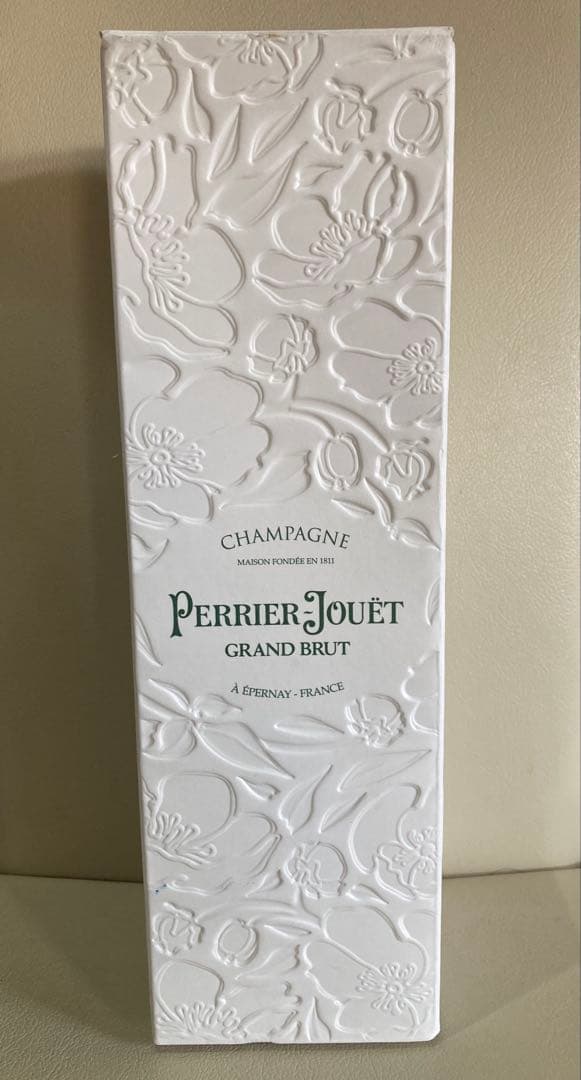 CHAMPAGNE
MAISON FONDÉE EN 1811
PERRIER-JOUËT
GRAND BRUT
À ÉPERNAY - FRANCE